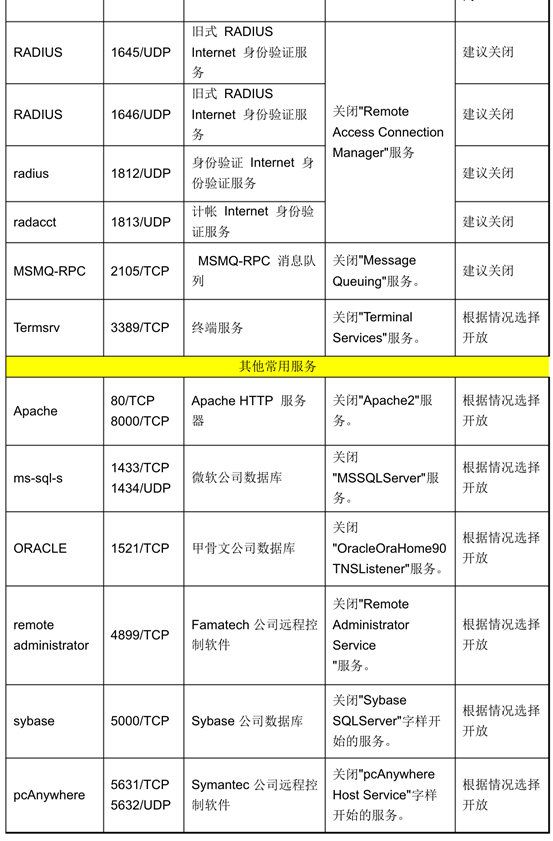 RADIUS
1645/UDP
旧式 RADIUS
Internet 身份验证服
务
关闭"Remote
Access Connection
Manager"服务
建议关闭
RADIUS
1646/UDP
旧式 RADIUS
Internet 身份验证服
务
建议关闭
radius
1812/UDP
身份验证 Internet 身
份验证服务
建议关闭
radacct
1813/UDP
计帐 Internet 身份验
证服务
建议关闭
MSMQ-RPC
2105/TCP
MSMQ-RPC 消息队
列
关闭"Message
Queuing"服务。
建议关闭
Termsrv
3389/TCP
终端服务
关闭"Terminal
Services"服务。
根据情况选择
开放
其他常用服务
Apache
80/TCP
8000/TCP
Apache HTTP 服务
器
关闭"Apache2"服
务。
根据情况选择
开放
ms-sql-s
1433/TCP
1434/UDP
微软公司数据库
关闭
"MSSQLServer"服
务。
根据情况选择
开放
ORACLE
1521/TCP
甲骨文公司数据库
关闭
"OracleOraHome90
TNSListener"服务。
根据情况选择
开放
remote
administrator
4899/TCP
Famatech 公司远程控
制软件
关闭"Remote
Administrator
Service
"服务。
根据情况选择
开放
sybase
5000/TCP
Sybase 公司数据库
关闭"Sybase
SQLServer"字样开
始的服务。
根据情况选择
开放
pcAnywhere
5631/TCP
5632/UDP
Symantec 公司远程控
制软件
关闭"pcAnywhere
Host Service"字样
开始的服务。
根据情况选择
开放